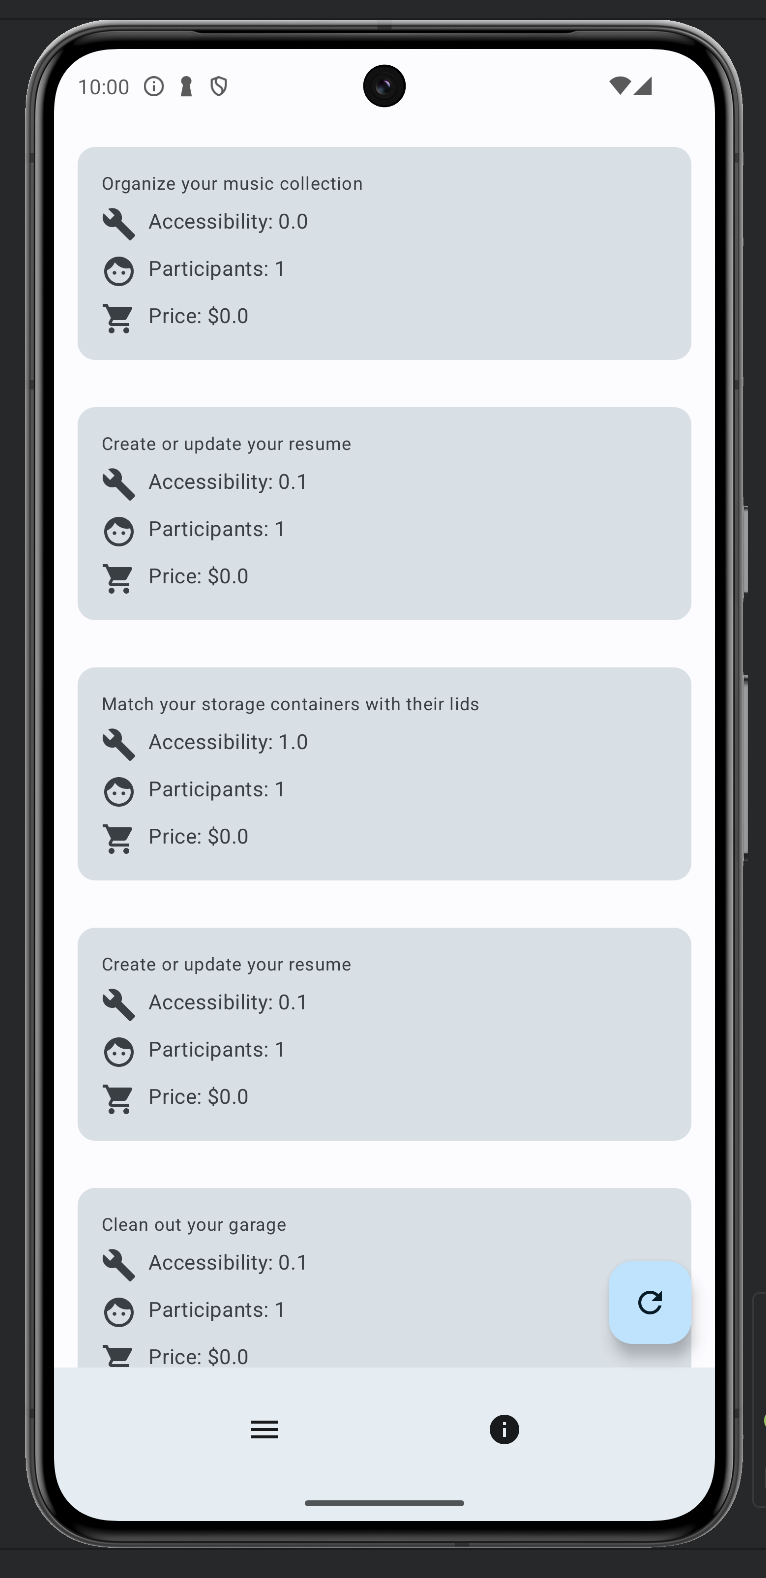 10:00
Organize your music collection
Accessibility: 0.0
Participants: 1
Price: $0.0
Create or update your resume
Accessibility: 0.1
Participants: 1
Price: $0.0
Match your storage containers with their lids
Accessibility: 1.0
Participants: 1
Price: $0.0
Create or update your resume
Accessibility: 0.1
Participants: 1
Price: $0.0
Clean out your garage
Accessibility: 0.1
Participants: 1
Price: $0.0